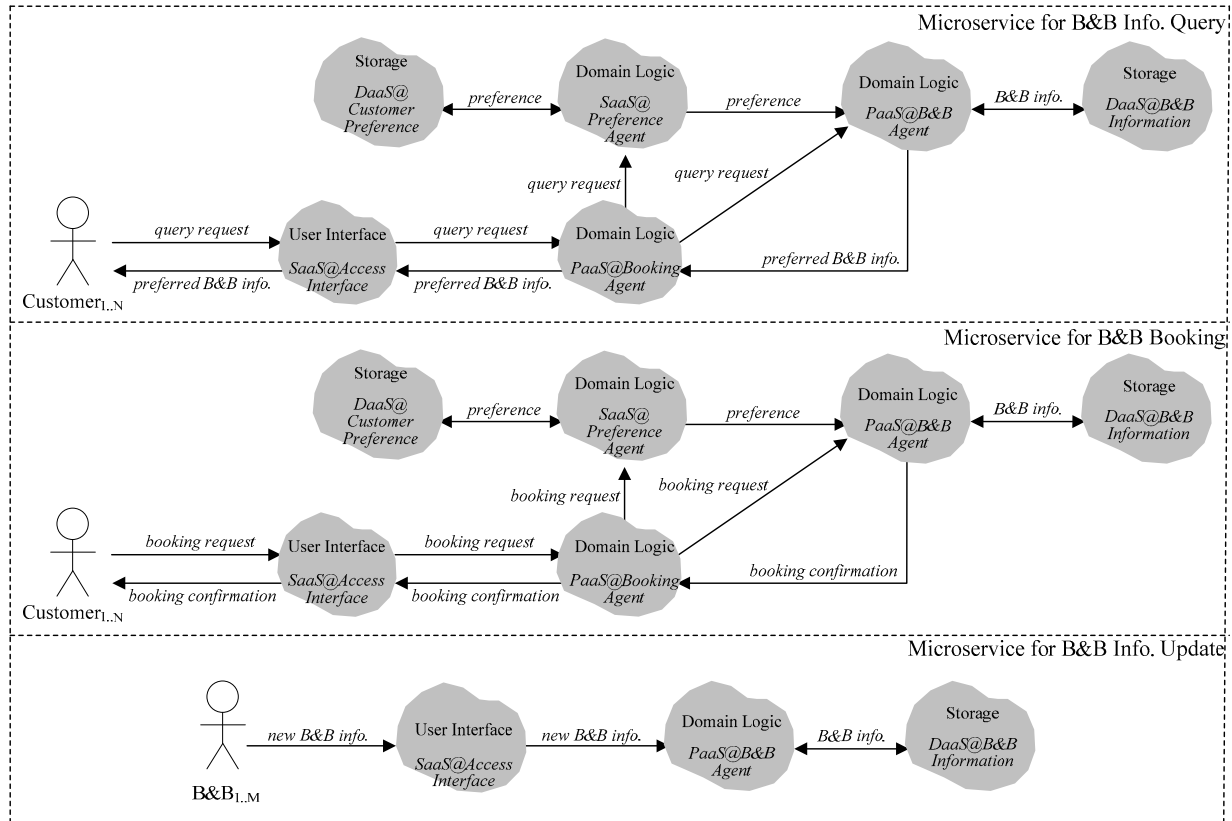 Microservice for B&B Info. Query
Storage
DaaS@
Customer
Preference
preference
Domain Logic
SaaS@
Preference
Agent
preference
Domain Logic
PaaS@B&B
Agent
B&B info.
Storage
DaaS@B&B
Information
query request
query request
query request
User Interface
SaaS@Access
Interface
query request
Domain Logic
PaaS@Booking
Agent
preferred B&B info.
preferred B&B info.
preferred B&B info.
Customer1..N
Microservice for B&B Booking
Storage
DaaS@
Customer
Preference
preference
Domain Logic
SaaS@
Preference
Agent
preference
Domain Logic
PaaS@B&B
Agent
B&B info.
Storage
DaaS@B&B
Information
booking request
booking request
booking request
User Interface
SaaS@Access
Interface
booking request
Domain Logic
PaaS@Booking
Agent
booking confirmation
booking confirmation
booking confirmation
Customer1..N
Microservice for B&B Info. Update
new B&B info.
User Interface
SaaS@Access
Interface
new B&B info.
Domain Logic
PaaS@B&B
Agent
B&B info.
Storage
DaaS@B&B
Information
B&B1..M